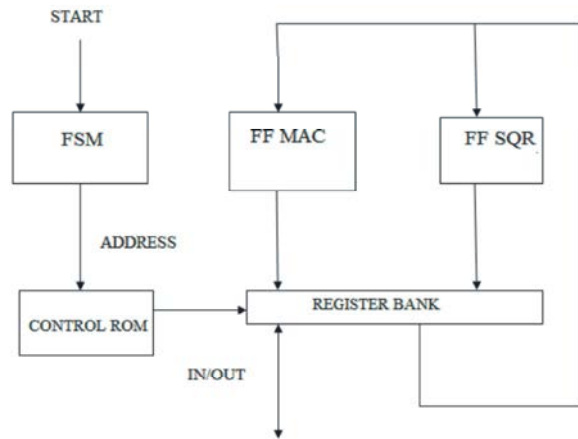 START
FSM
FF MAC
FF SQR
ADDRESS
CONTROL ROM
REGISTER BANK
IN/OUT